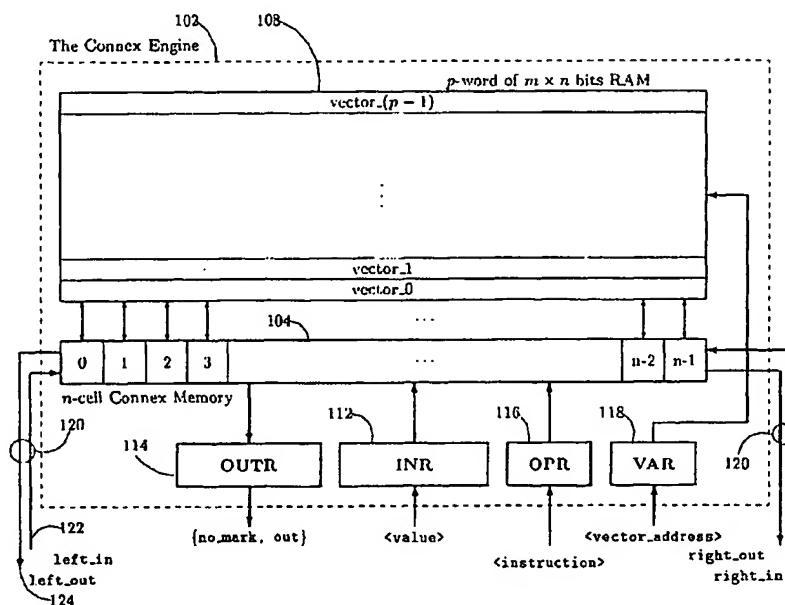 102
108
The Connex Engine
p-word of m × n bits RAM
vector_(p − 1)
vector_1
vector_0
104
0 1 2 3 ... n-2 n-1
n-cell Connex Memory
120
114
112
116
118
120
OUTR
INR
OPR
VAR
122
{no_mark, out}
<value>
<vector_address>
left_in
<instruction>
right_out
left_out
right_in
124